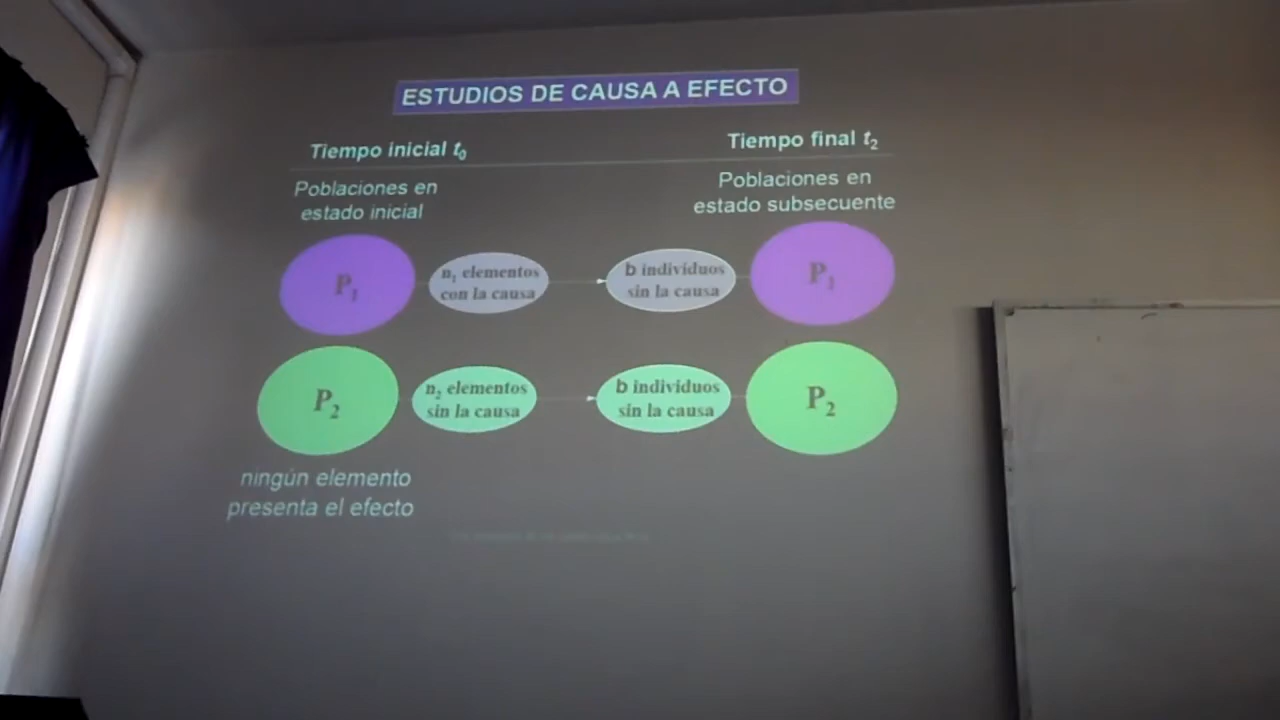 ESTUDIOS DE CAUSA A EFECTO
Tiempo inicial t₀
Tiempo final t₂
Poblaciones en
estado inicial
Poblaciones en
estado subsecuente
P₁
n₁ elementos
con la causa
b individuos
sin la causa
P₁
P₂
n₂ elementos
sin la causa
b individuos
sin la causa
P₂
ningún elemento
presenta el efecto